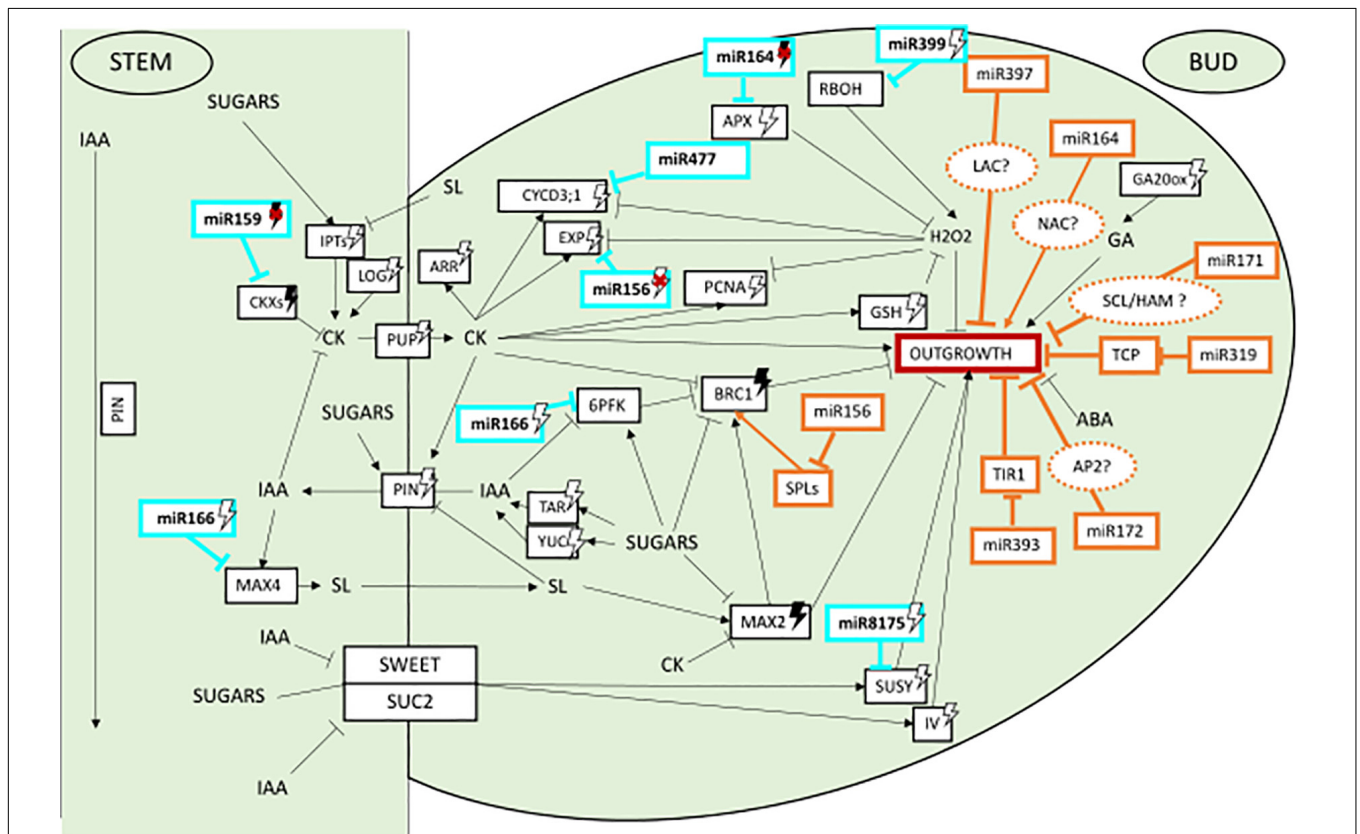 STEM
BUD
SUGARS
IAA
PIN
miR159
IPTs
LOG
CKXs
CK
PUP
SL
ARR
CK
miR164
APX
miR399
RBOH
miR397
miR477
CYCD3;1
EXP
miR156
PCNA
GSH
H2O2
LAC?
miR164
NAC?
GA20ox
GA
miR171
SCL/HAM ?
OUTGROWTH
TCP
miR319
ABA
AP2?
miR172
TIR1
miR393
BRC1
miR156
SPLs
6PFK
miR166
SUGARS
PIN
IAA
IAA
TAR
YUC
SUGARS
miR166
MAX4
SL
SL
MAX2
CK
miR8175
SUSY
IV
IAA
SWEET
SUGARS
SUC2
IAA